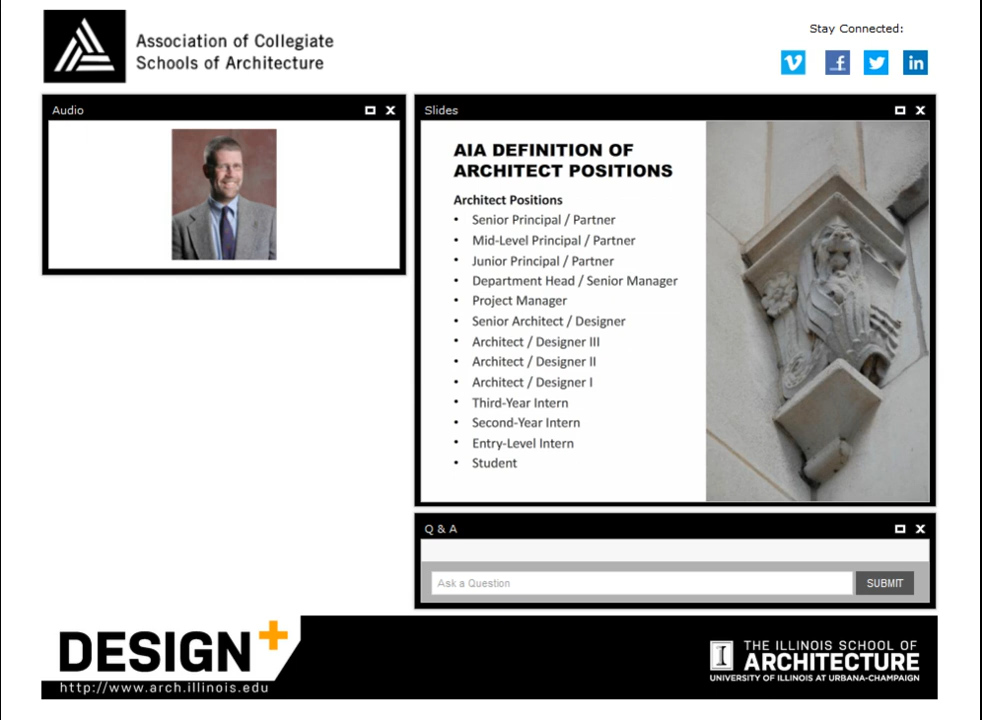 Association of Collegiate
Schools of Architecture
Stay Connected:
Audio
Slides
AIA DEFINITION OF
ARCHITECT POSITIONS
Architect Positions
• Senior Principal / Partner
• Mid-Level Principal / Partner
• Junior Principal / Partner
• Department Head / Senior Manager
• Project Manager
• Senior Architect / Designer
• Architect / Designer III
• Architect / Designer II
• Architect / Designer I
• Third-Year Intern
• Second-Year Intern
• Entry-Level Intern
• Student
Q & A
Ask a Question
SUBMIT
DESIGN+
http://www.arch.illinois.edu
I
THE ILLINOIS SCHOOL OF
ARCHITECTURE
UNIVERSITY OF ILLINOIS AT URBANA-CHAMPAIGN